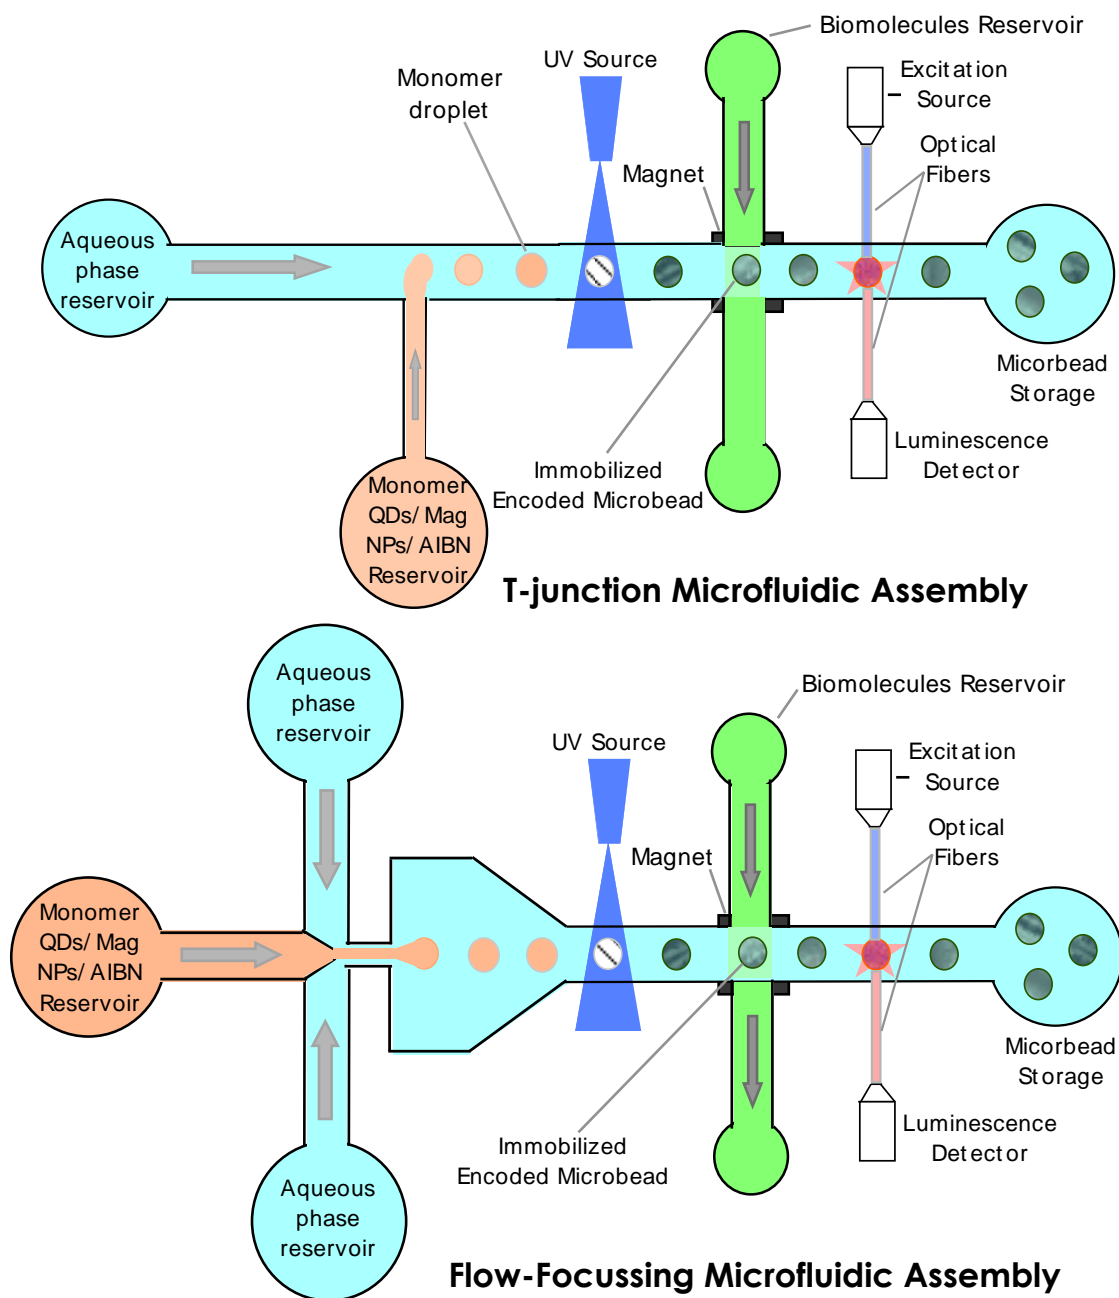 Biomolecules Reservoir
UV Source
Monomer
droplet
Excitation
Source
Optical
Fibers
Magnet
Aqueous
phase
reservoir
Micorbead
Storage
Immobilized
Encoded Microbead
Luminescence
Detector
Monomer
QDs/ Mag
NPs/ AIBN
Reservoir
T-junction Microfluidic Assembly
Aqueous
phase
reservoir
Biomolecules Reservoir
UV Source
Excitation
Source
Optical
Fibers
Magnet
Monomer
QDs/ Mag
NPs/ AIBN
Reservoir
Micorbead
Storage
Immobilized
Encoded Microbead
Luminescence
Detector
Aqueous
phase
reservoir
Flow-Focussing Microfluidic Assembly